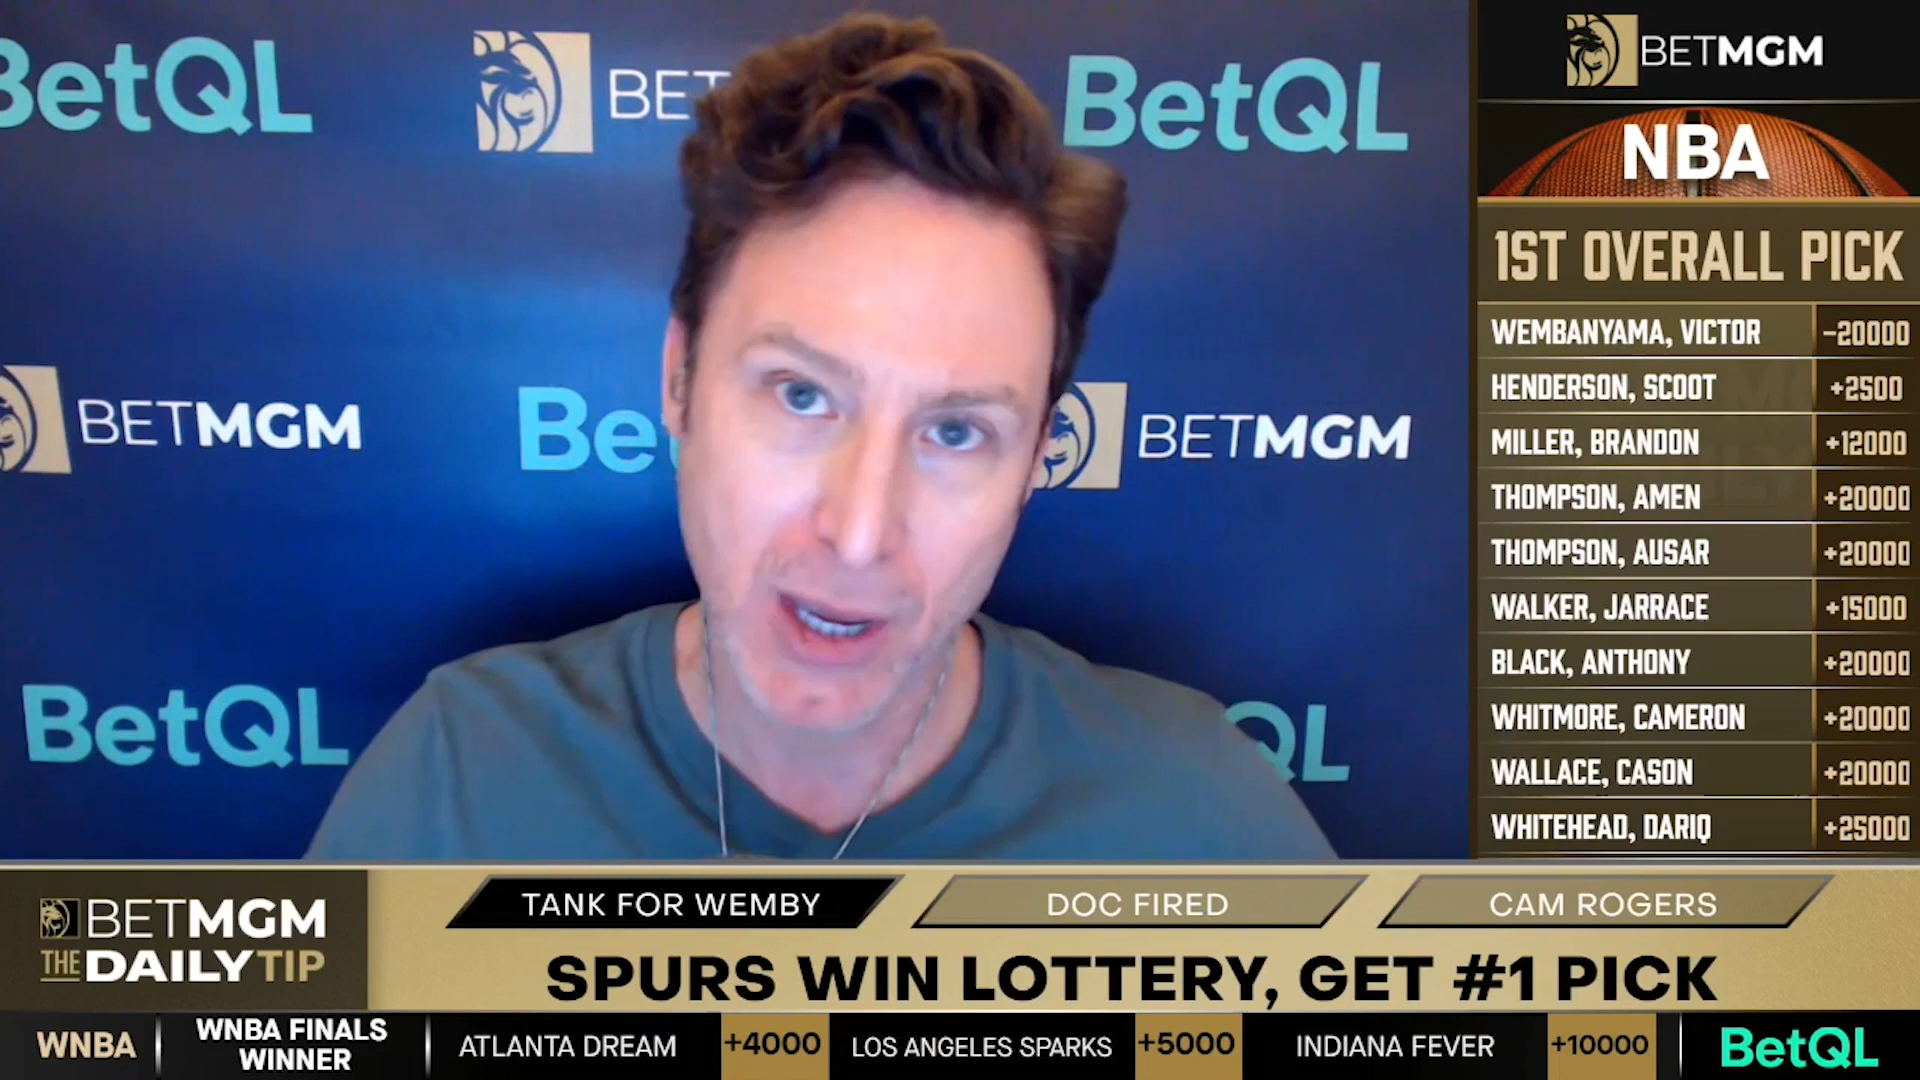 BetQL
BET
BetQL
BETMGM
Be
BETMGM
BetQL
QL
BETMGM
NBA
1ST OVERALL PICK
WEMBANYAMA, VICTOR -20000
HENDERSON, SCOOT +2500
MILLER, BRANDON +12000
THOMPSON, AMEN +20000
THOMPSON, AUSAR +20000
WALKER, JARRACE +15000
BLACK, ANTHONY +20000
WHITMORE, CAMERON +20000
WALLACE, CASON +20000
WHITEHEAD, DARIQ +25000
BETMGM
THE DAILY TIP
TANK FOR WEMBY DOC FIRED CAM ROGERS
SPURS WIN LOTTERY, GET #1 PICK
WNBA
WNBA FINALS
WINNER
ATLANTA DREAM +4000 LOS ANGELES SPARKS +5000 INDIANA FEVER +10000
BetQL